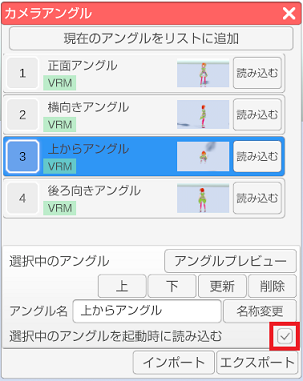 カメラアングル
現在のアングルをリストに追加
1 正面アングル 読み込む
VRM
2 横向きアングル 読み込む
VRM
3 上からアングル 読み込む
VRM
4 後ろ向きアングル 読み込む
VRM
選択中のアングル アングルプレビュー
上 下 更新 削除
アングル名 上からアングル 名称変更
選択中のアングルを起動時に読み込む
インポート エクスポート